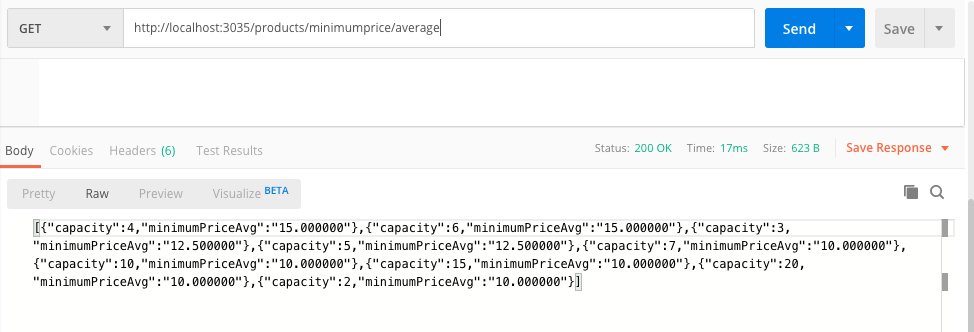 GET http://localhost:3035/products/minimumprice/average Send Save
Body Cookies Headers (6) Test Results Status: 200 OK Time: 17ms Size: 623 B Save Response
Pretty Raw Preview Visualize BETA
[{"capacity":4,"minimumPriceAvg":"15.000000"},{"capacity":6,"minimumPriceAvg":"15.000000"},{"capacity":3,
"minimumPriceAvg":"12.500000"},{"capacity":5,"minimumPriceAvg":"12.500000"},{"capacity":7,"minimumPriceAvg":"10.000000"},
{"capacity":10,"minimumPriceAvg":"10.000000"},{"capacity":15,"minimumPriceAvg":"10.000000"},{"capacity":20,
"minimumPriceAvg":"10.000000"},{"capacity":2,"minimumPriceAvg":"10.000000"}]